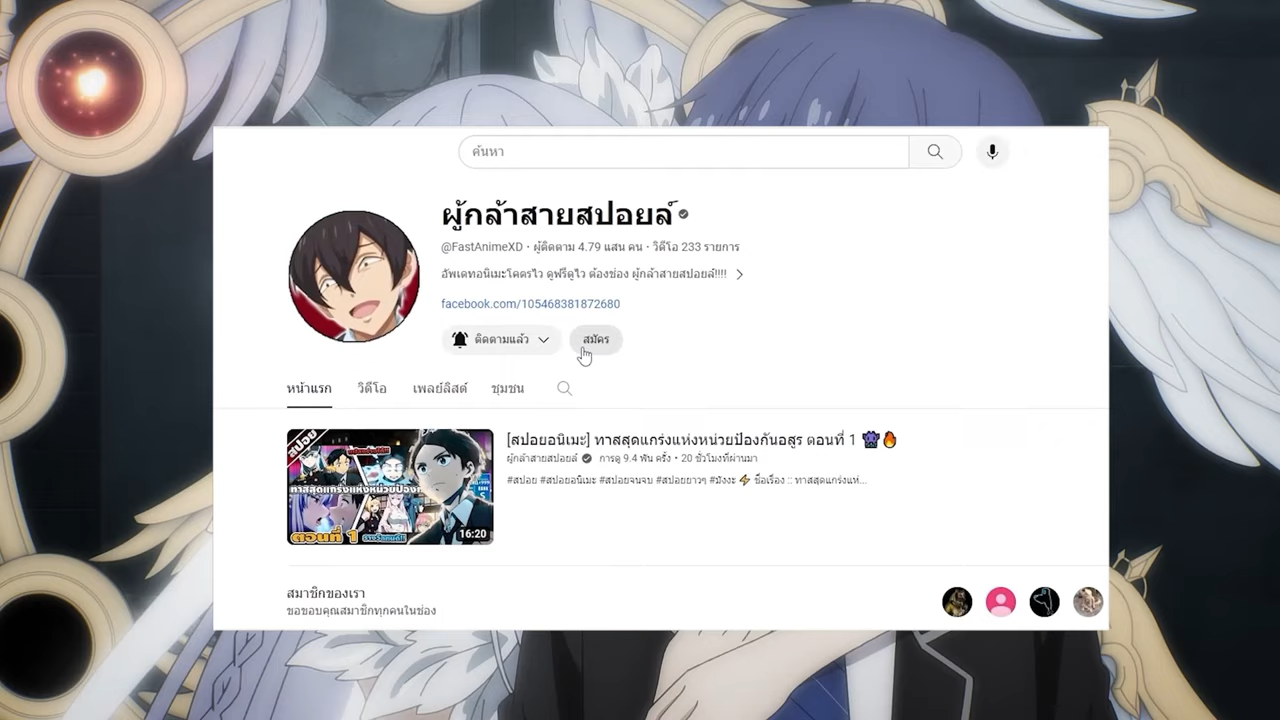 ค้นหา
ผู้กล้าสายสปอยล์
@FastAnimeXD · ผู้ติดตาม 4.79 แสน คน · วิดีโอ 233 รายการ
อัพเดทอนิเมะโคตรไว ดูฟรีดูไว ต้องช่อง ผู้กล้าสายสปอยล์!!!!
facebook.com/105468381872680
ติดตามแล้ว สมัคร
หน้าแรก วิดีโอ เพลย์ลิสต์ ชุมชน
[สปอยอนิเมะ] ทาสสุดแกร่งแห่งหน่วยป้องกันอสูร ตอนที่ 1 👾🔥
ผู้กล้าสายสปอยล์ การดู 9.4 พัน ครั้ง • 20 ชั่วโมงที่ผ่านมา
#สปอย #สปอยอนิเมะ #สปอยจนจบ #สปอยยาวๆ #มังงะ ⚡ ชื่อเรื่อง :: ทาสสุดแกร่งแห่...
สปอย
ทาสสุดแกร่งแห่งหน่วยป้อง
ตอนที่ 1
16:20
สมาชิกของเรา
ขอขอบคุณสมาชิกทุกคนในช่อง